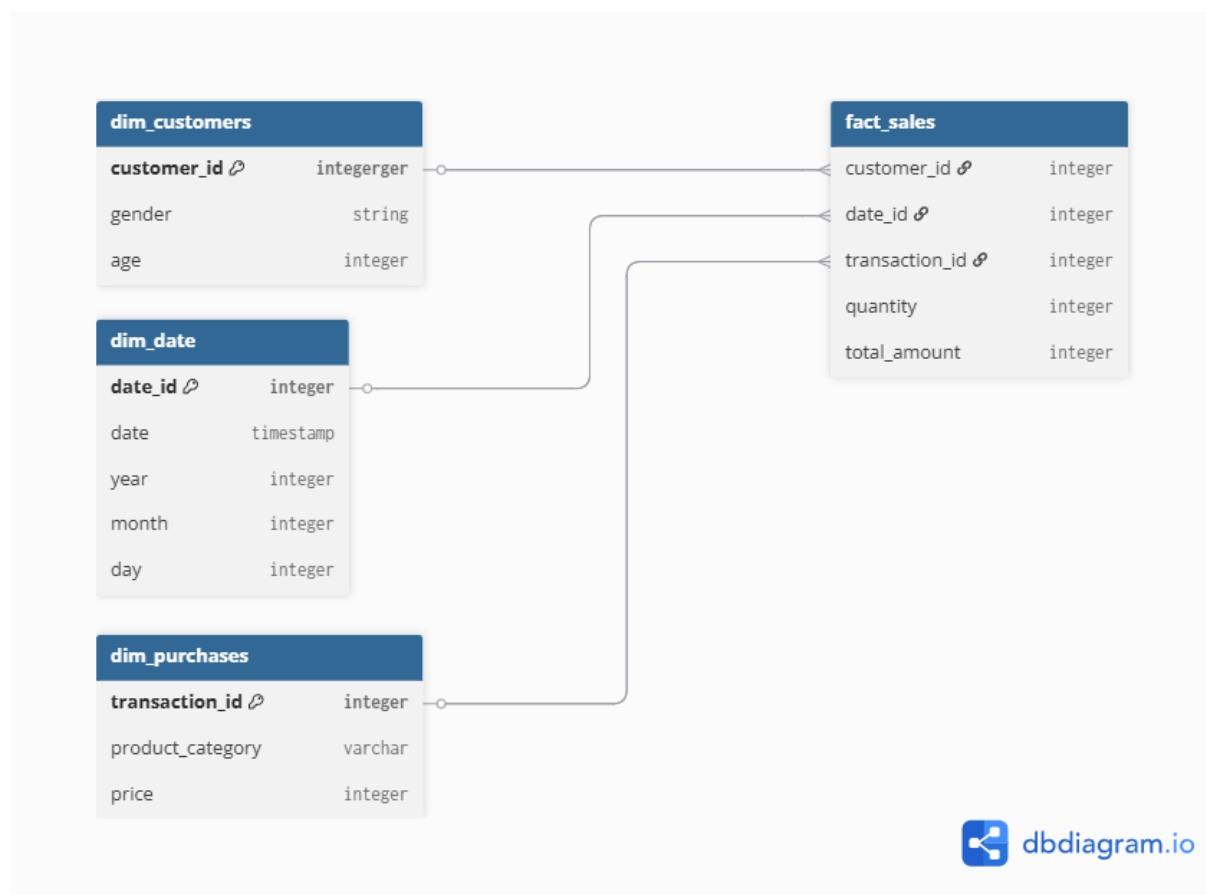 dim_customers
customer_id integerger
gender string
age integer
dim_date
date_id integer
date timestamp
year integer
month integer
day integer
dim_purchases
transaction_id integer
product_category varchar
price integer
fact_sales
customer_id integer
date_id integer
transaction_id integer
quantity integer
total_amount integer
dbdiagram.io